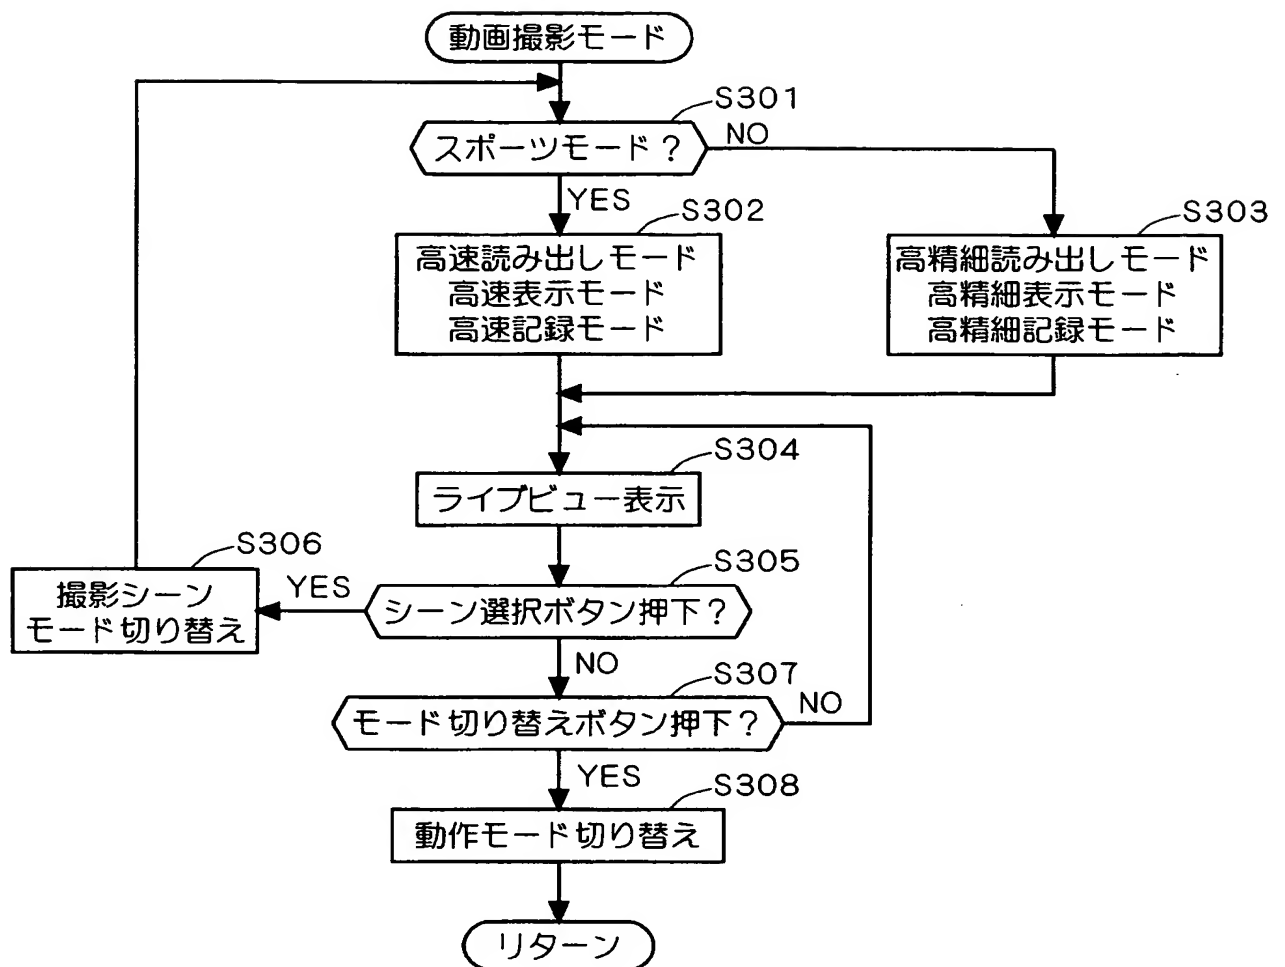 動画撮影モード
S301
スポーツモード?
NO
YES
S302
高速読み出しモード
高速表示モード
高速記録モード
S303
高精細読み出しモード
高精細表示モード
高精細記録モード
S304
ライブビュー表示
S305
シーン選択ボタン押下?
YES
S306
撮影シーン
モード切り替え
NO
S307
モード切り替えボタン押下?
NO
YES
S308
動作モード切り替え
リターン